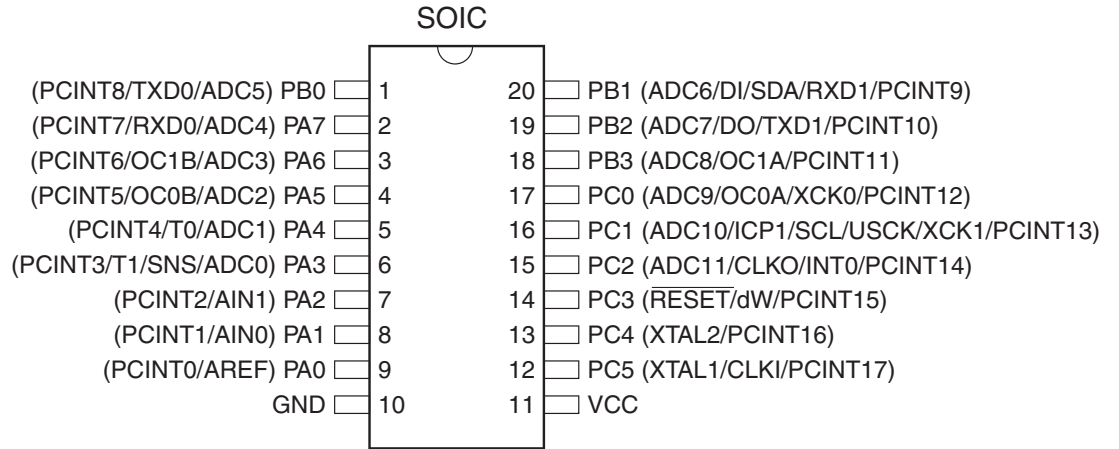 SOIC
(PCINT8/TXD0/ADC5) PB0 1 20 PB1 (ADC6/DI/SDA/RXD1/PCINT9)
(PCINT7/RXD0/ADC4) PA7 2 19 PB2 (ADC7/DO/TXD1/PCINT10)
(PCINT6/OC1B/ADC3) PA6 3 18 PB3 (ADC8/OC1A/PCINT11)
(PCINT5/OC0B/ADC2) PA5 4 17 PC0 (ADC9/OC0A/XCK0/PCINT12)
(PCINT4/T0/ADC1) PA4 5 16 PC1 (ADC10/ICP1/SCL/USCK/XCK1/PCINT13)
(PCINT3/T1/SNS/ADC0) PA3 6 15 PC2 (ADC11/CLKO/INT0/PCINT14)
(PCINT2/AIN1) PA2 7 14 PC3 (RESET/dW/PCINT15)
(PCINT1/AIN0) PA1 8 13 PC4 (XTAL2/PCINT16)
(PCINT0/AREF) PA0 9 12 PC5 (XTAL1/CLKI/PCINT17)
GND 10 11 VCC